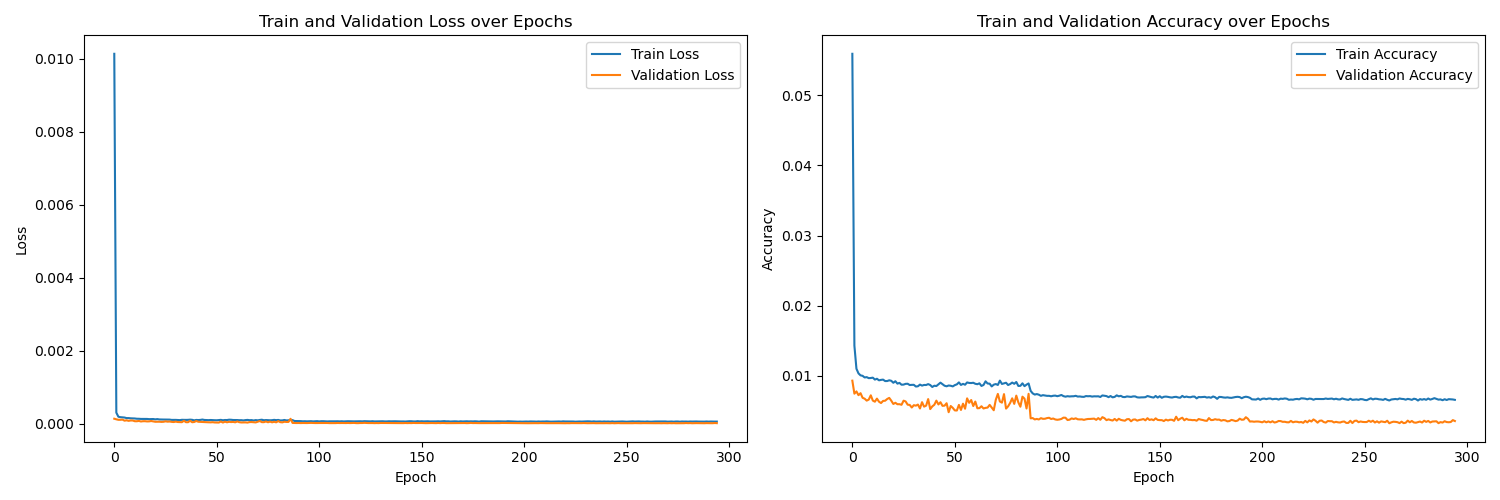 Train and Validation Loss over Epochs
0.010
0.008
0.006
0.004
0.002
0.000
Loss
Train Loss
Validation Loss
0
50
100
150
200
250
300
Epoch
Train and Validation Accuracy over Epochs
0.05
0.04
0.03
0.02
0.01
Accuracy
Train Accuracy
Validation Accuracy
0
50
100
150
200
250
300
Epoch